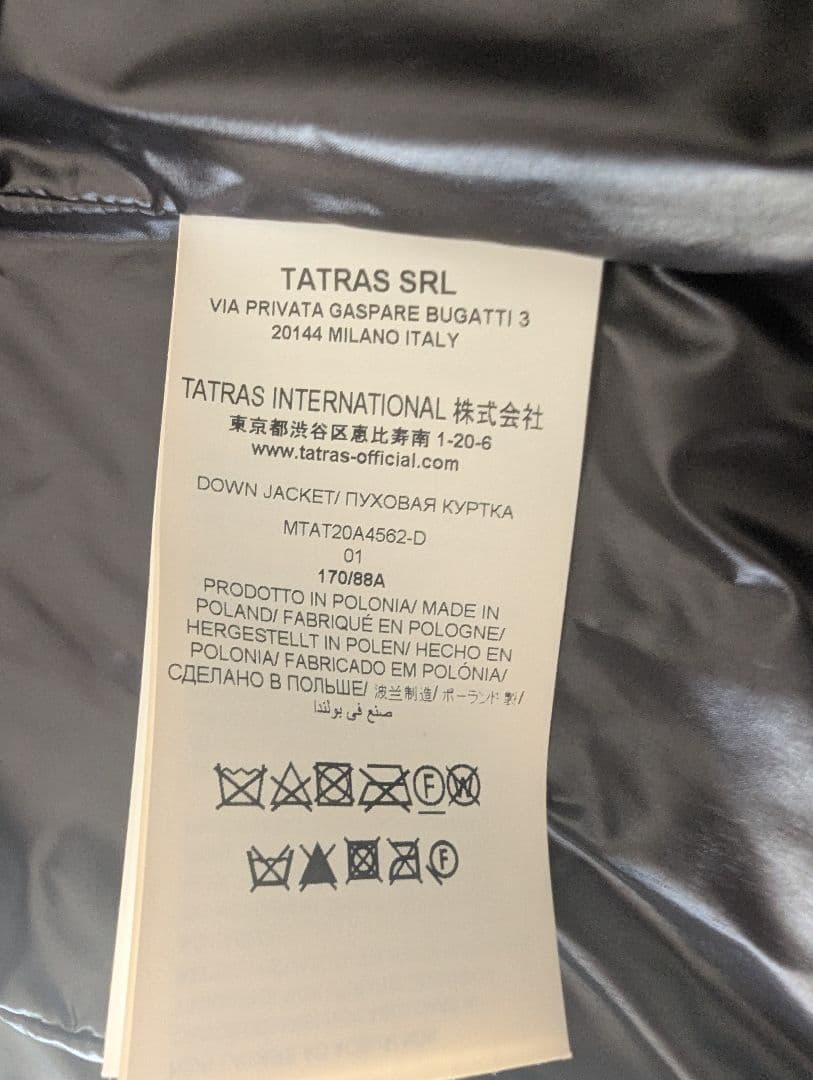 TATRAS SRL
VIA PRIVATA GASPARE BUGATTI 3
20144 MILANO ITALY
TATRAS INTERNATIONAL 株式会社
東京都渋谷区恵比寿南 1-20-6
www.tatras-official.com
DOWN JACKET/ ПУХОВАЯ КУРТКА
MTAT20A4562-D
01
170/88A
PRODOTTO IN POLONIA/ MADE IN
POLAND/ FABRIQUÉ EN POLOGNE/
HERGESTELLT IN POLEN/ HECHO EN
POLONIA/ FABRICADO EM POLÓNIA/
СДЕЛАНО В ПОЛЬШЕ/ 波兰制造/ ポーランド 製/
صنع في بولندا
F W
F